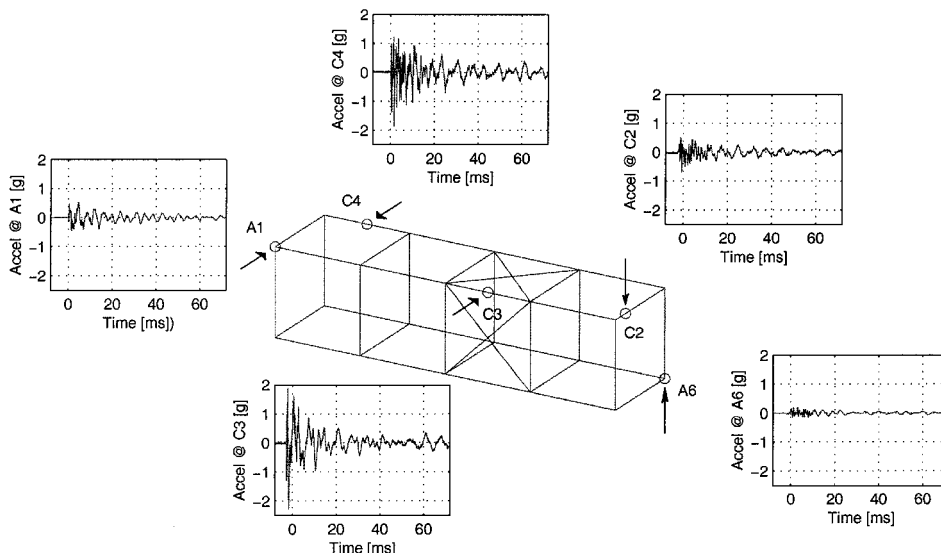 2
1
0
-1
-2
Accel @ C4 [g]
0 20 40 60
Time [ms]
2
1
0
-1
-2
Accel @ C2 [g]
0 20 40 60
Time [ms]
2
1
0
-1
-2
Accel @ A1 [g]
0 20 40 60
Time [ms])
A1
C4
C3
C2
A6
2
1
0
-1
-2
Accel @ A6 [g]
0 20 40 60
Time [ms]
2
1
0
-1
-2
Accel @ C3 [g]
0 20 40 60
Time [ms]